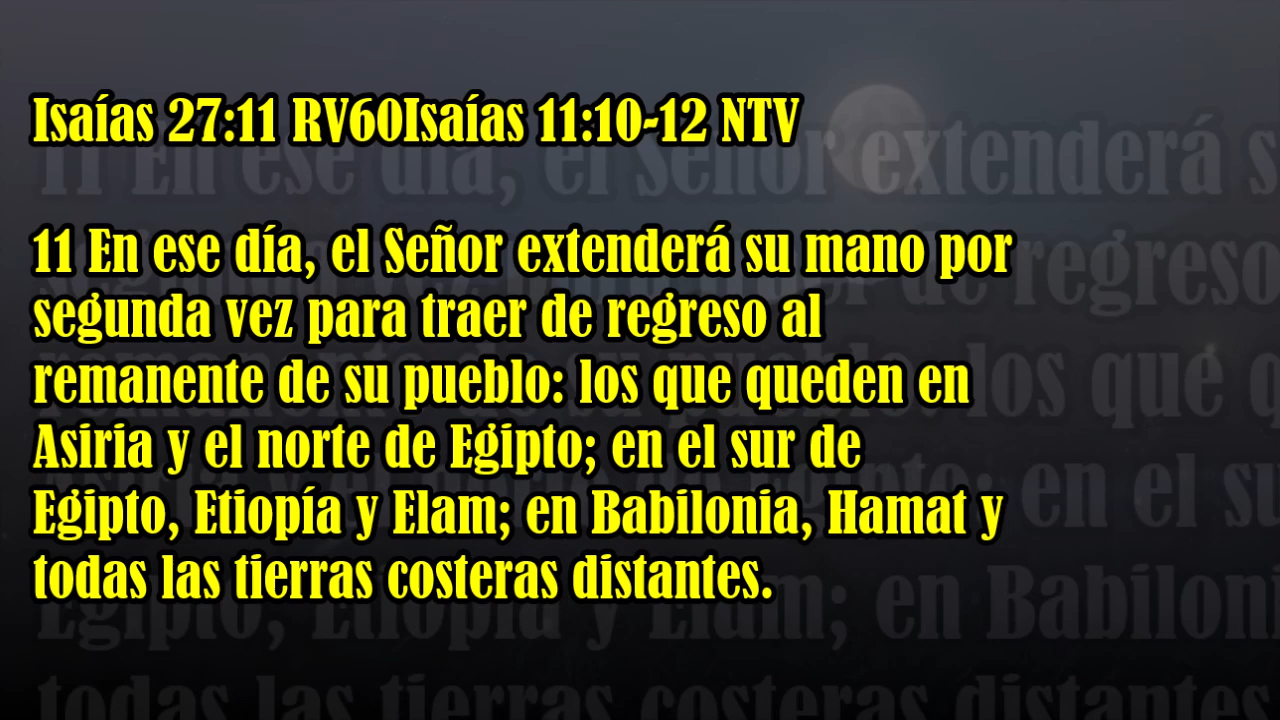 Isaías 27:11 RV60Isaías 11:10-12 NTV
11 En ese día, el Señor extenderá su mano por
segunda vez para traer de regreso al
remanente de su pueblo: los que queden en
Asiria y el norte de Egipto; en el sur de
Egipto, Etiopía y Elam; en Babilonia, Hamat y
todas las tierras costeras distantes.